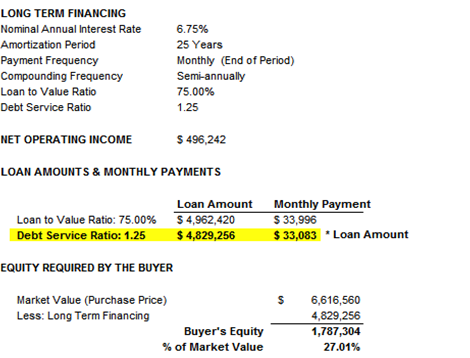 LONG TERM FINANCING
Nominal Annual Interest Rate 6.75%
Amortization Period 25 Years
Payment Frequency Monthly (End of Period)
Compounding Frequency Semi-annually
Loan to Value Ratio 75.00%
Debt Service Ratio 1.25
NET OPERATING INCOME $ 496,242
LOAN AMOUNTS & MONTHLY PAYMENTS
Loan Amount Monthly Payment
Loan to Value Ratio: 75.00% $ 4,962,420 $ 33,996
Debt Service Ratio: 1.25 $ 4,829,256 $ 33,083 * Loan Amount
EQUITY REQUIRED BY THE BUYER
Market Value (Purchase Price) $ 6,616,560
Less: Long Term Financing 4,829,256
Buyer's Equity 1,787,304
% of Market Value 27.01%